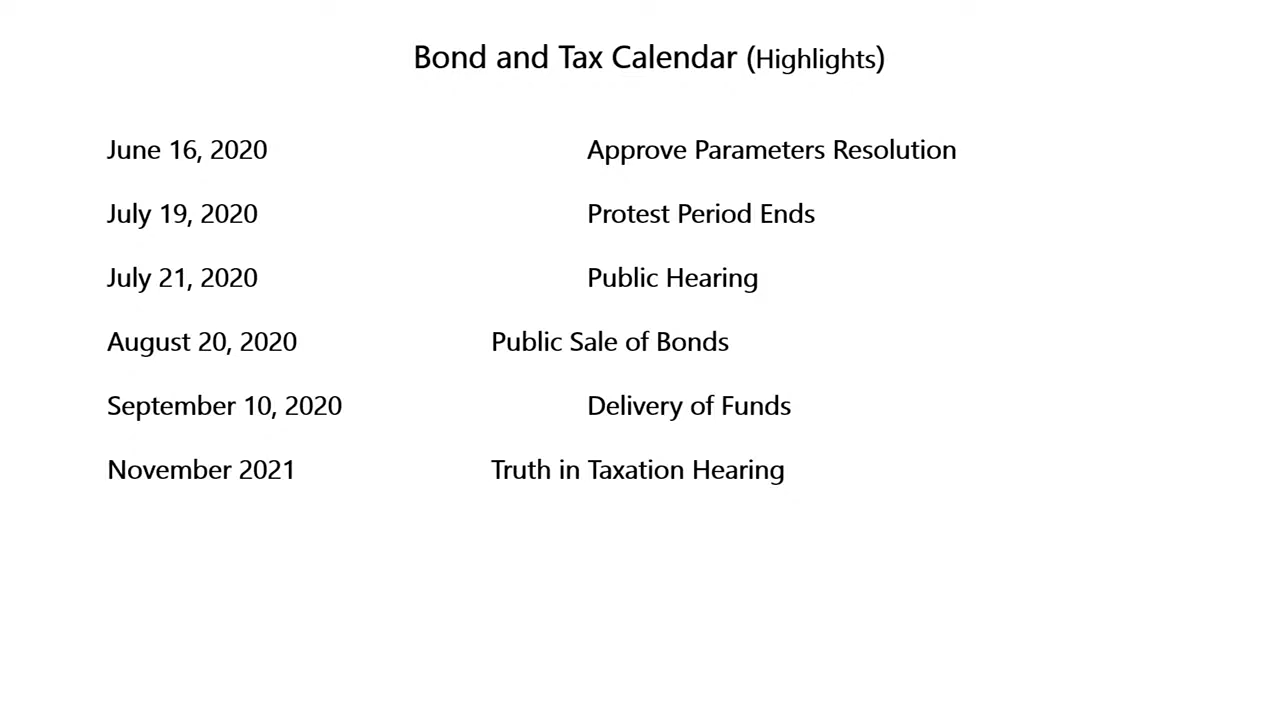 Bond and Tax Calendar (Highlights)
June 16, 2020 Approve Parameters Resolution
July 19, 2020 Protest Period Ends
July 21, 2020 Public Hearing
August 20, 2020 Public Sale of Bonds
September 10, 2020 Delivery of Funds
November 2021 Truth in Taxation Hearing